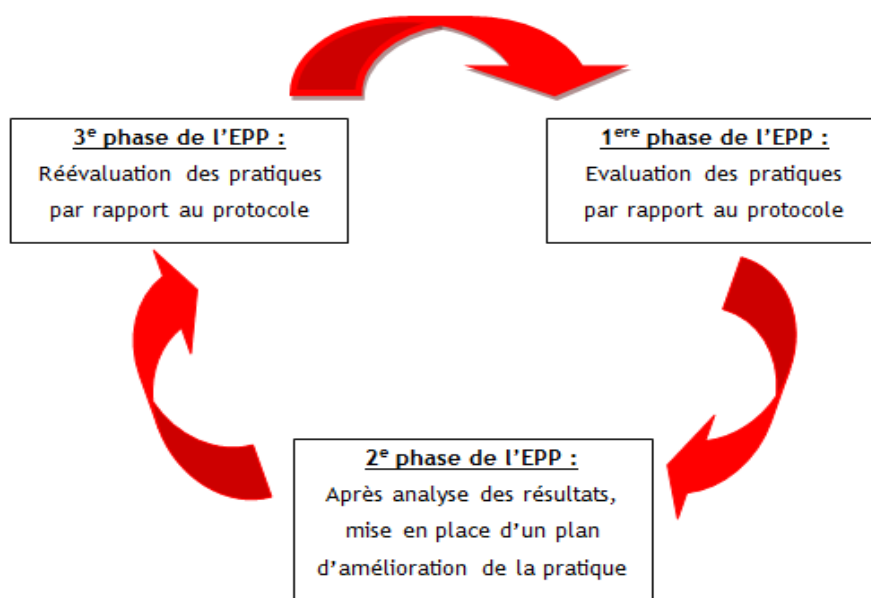 3e phase de l'EPP :
Réévaluation des pratiques
par rapport au protocole
1ere phase de l'EPP :
Evaluation des pratiques
par rapport au protocole
2e phase de l'EPP :
Après analyse des résultats,
mise en place d'un plan
d'amélioration de la pratique